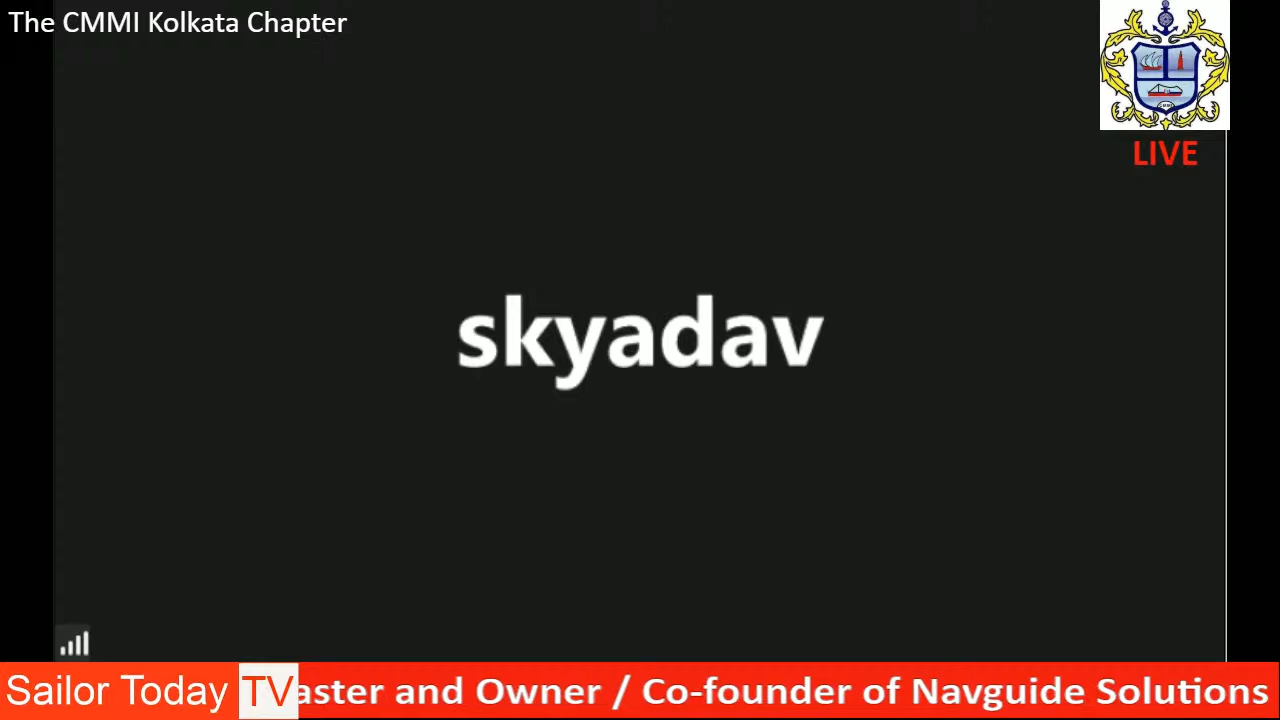 The CMMI Kolkata Chapter
LIVE
skyadav
Sailor Today TV
aster and Owner / Co-founder of Navguide Solutions